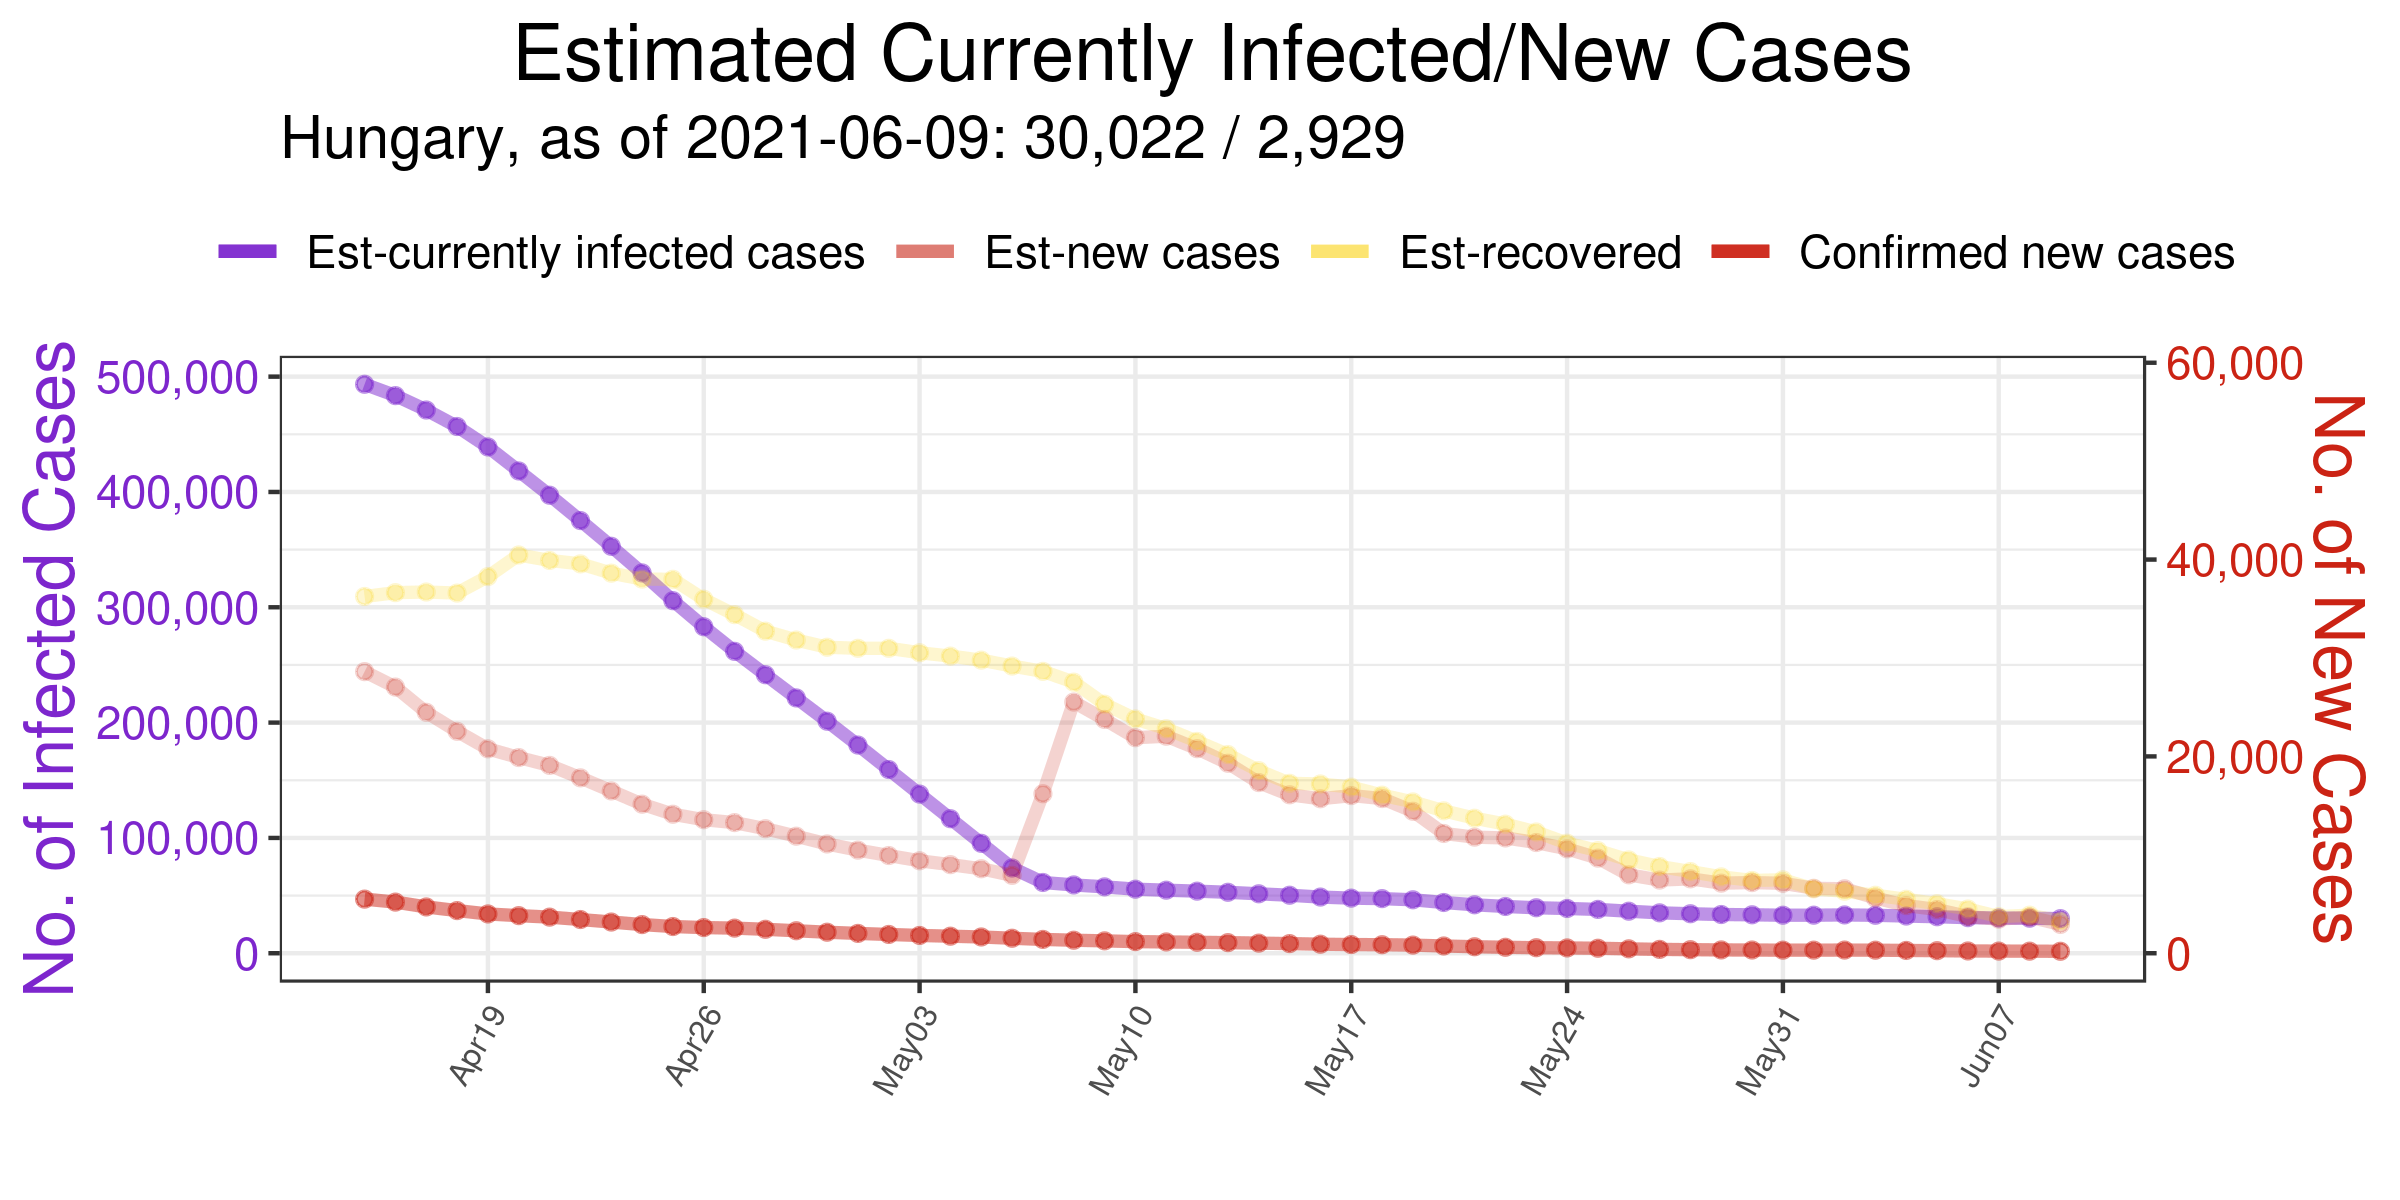 Estimated Currently Infected/New Cases
Hungary, as of 2021-06-09: 30,022 / 2,929
Est-currently infected cases Est-new cases Est-recovered Confirmed new cases
No. of Infected Cases
500,000
400,000
300,000
200,000
100,000
0
60,000
40,000
20,000
0
No. of New Cases
Apr19 Apr26 May03 May10 May17 May24 May31 Jun07